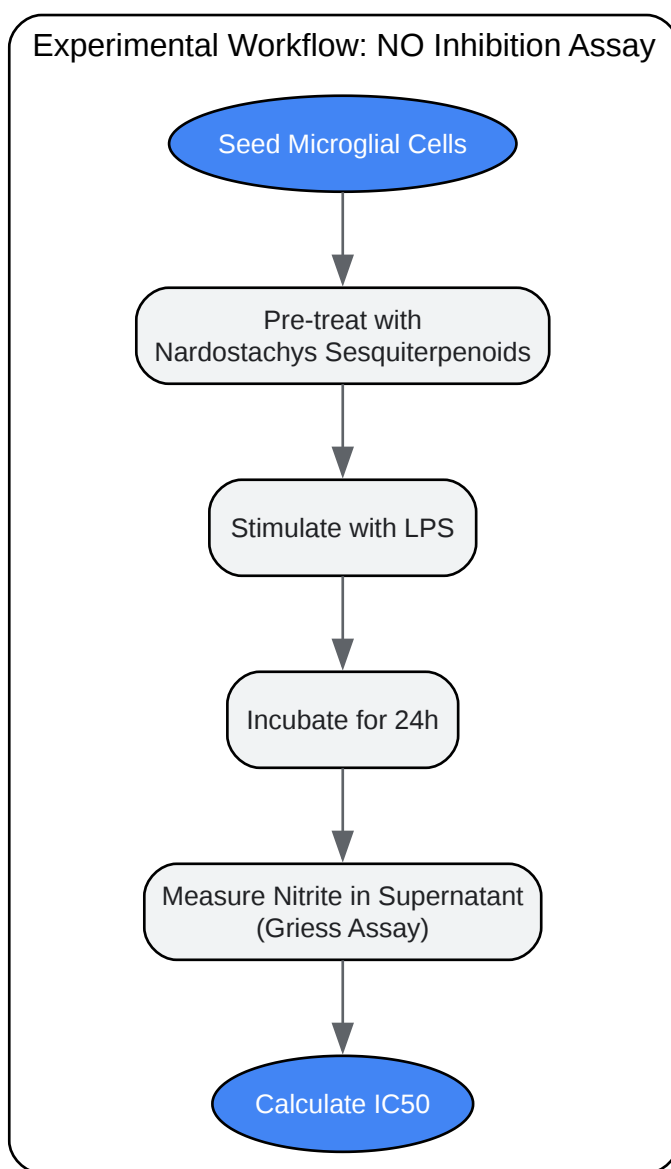 Experimental Workflow: NO Inhibition Assay
Seed Microglial Cells
Pre-treat with
Nardostachys Sesquiterpenoids
Stimulate with LPS
Incubate for 24h
Measure Nitrite in Supernatant
(Griess Assay)
Calculate IC50